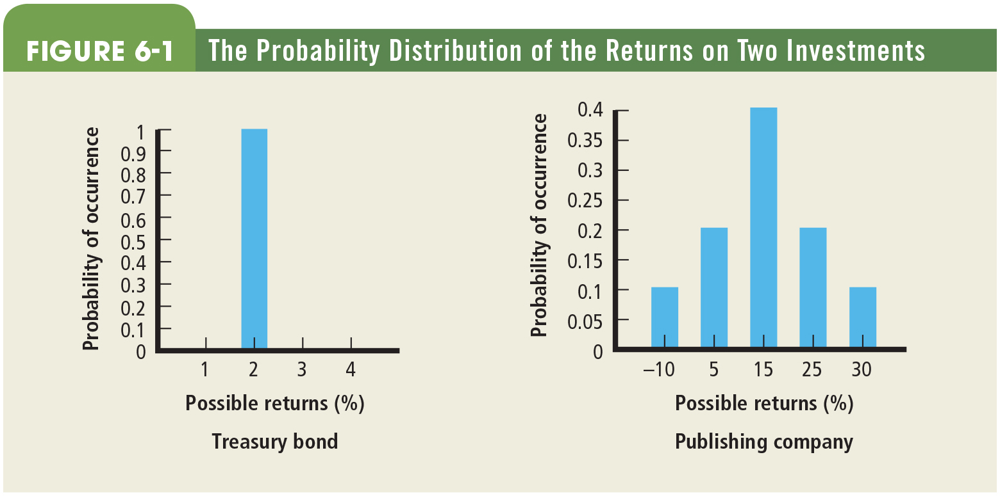 FIGURE 6-1 The Probability Distribution of the Returns on Two Investments
Probability of occurrence
1
0.9
0.8
0.7
0.6
0.5
0.4
0.3
0.2
0.1
0
1 2 3 4
Possible returns (%)
Treasury bond
Probability of occurrence
0.4
0.35
0.3
0.25
0.2
0.15
0.1
0.05
0
–10 5 15 25 30
Possible returns (%)
Publishing company